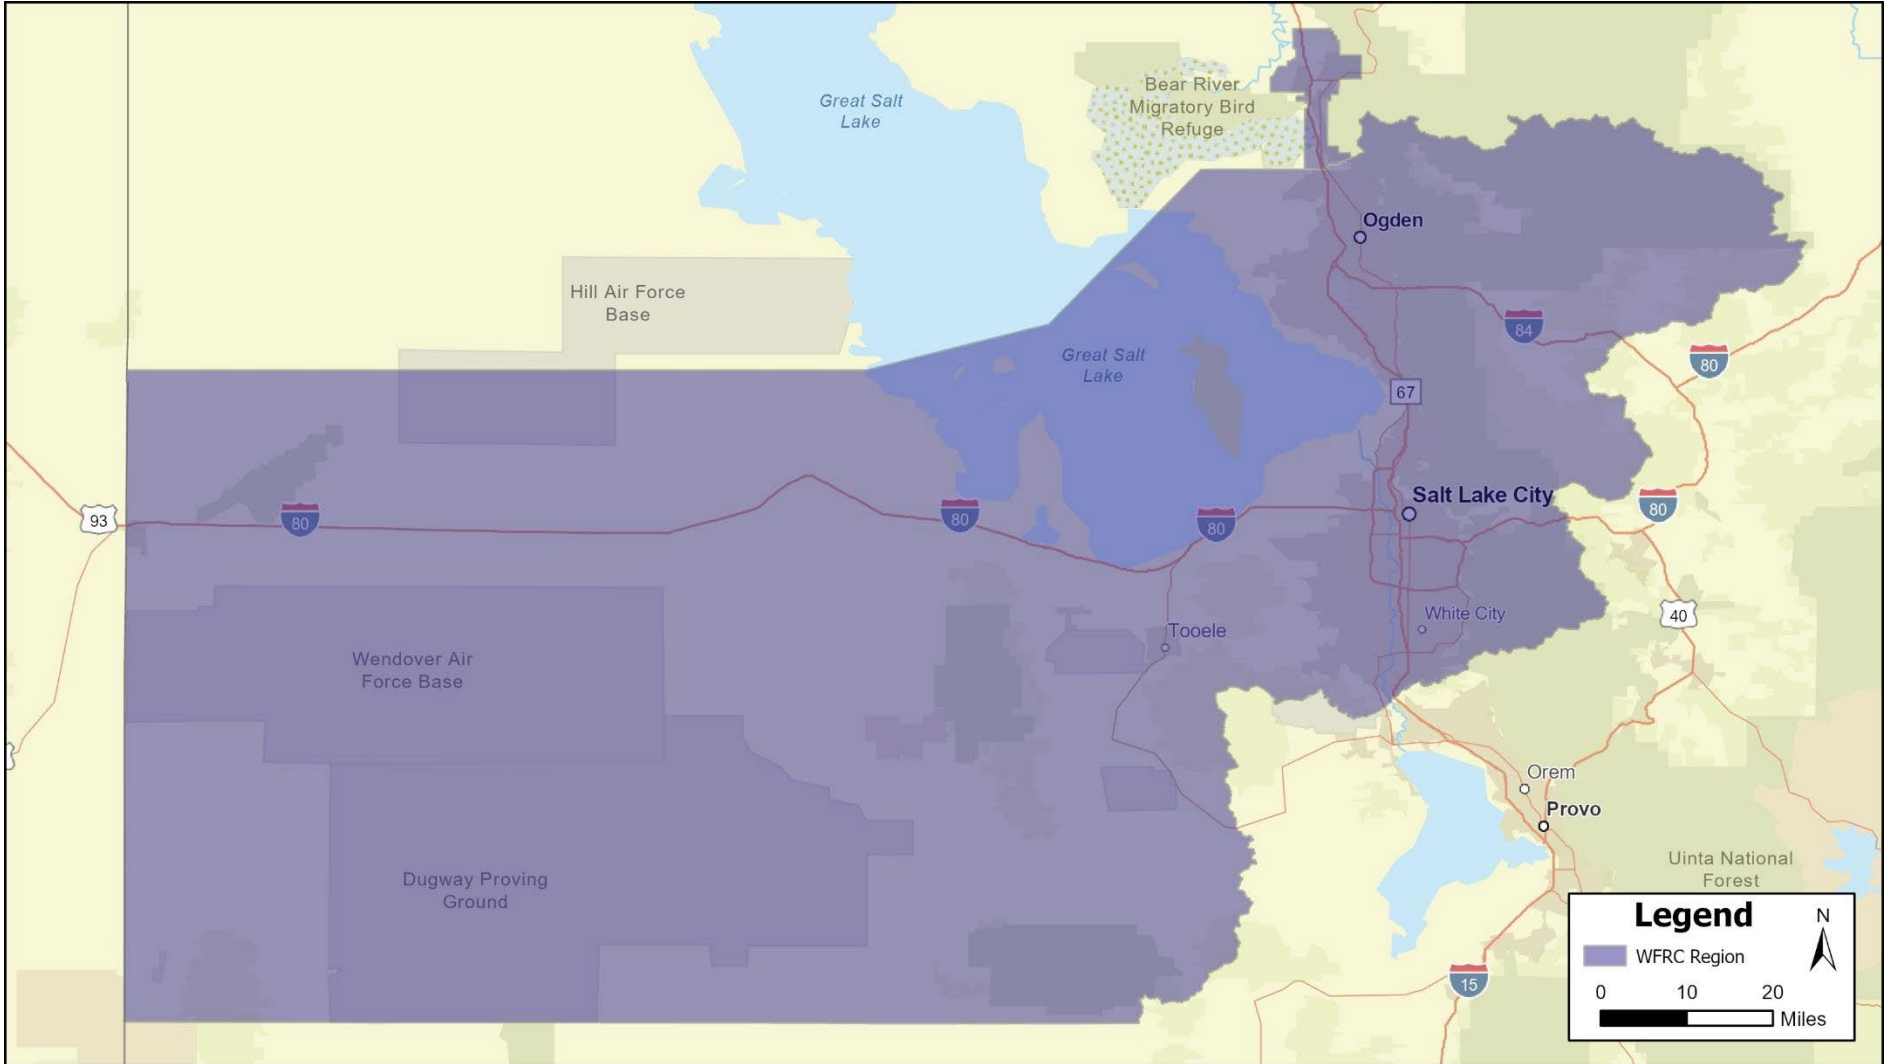 Great Salt
Lake
Bear River
Migratory Bird
Refuge
Ogden
Hill Air Force
Base
84
80
Great Salt
Lake
67
Salt Lake City
93
80
80
80
80
40
White City
Tooele
Wendover Air
Force Base
Orem
Provo
Dugway Proving
Ground
Uinta National
Forest
15
Legend
N
WFRC Region
0 10 20
Miles